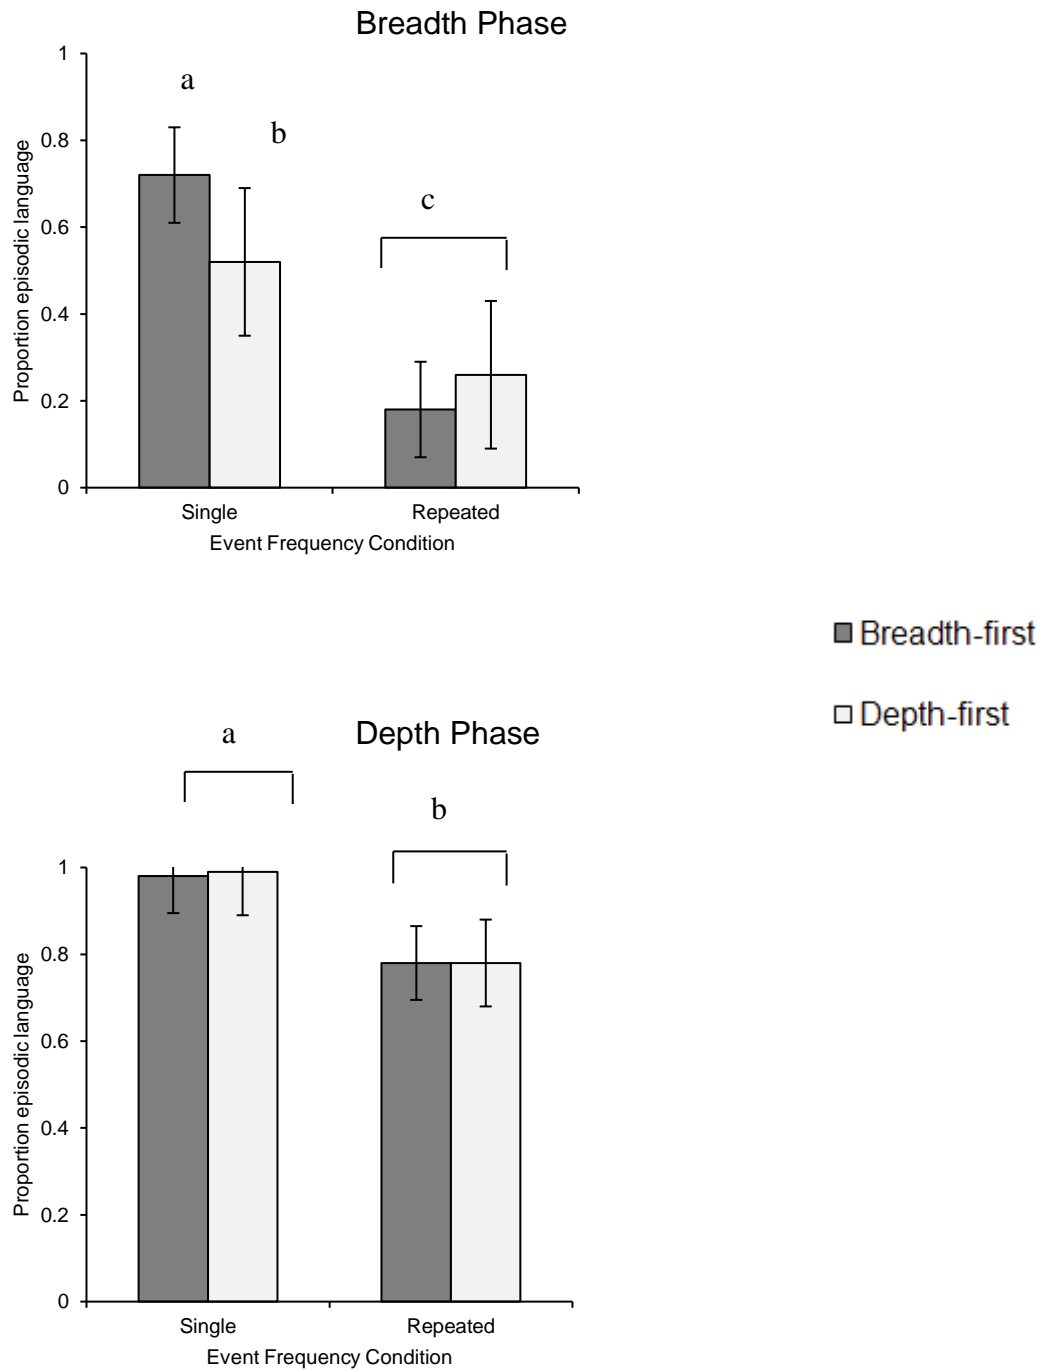 Breadth Phase
1
a
0.8
b
0.6
c
0.4
0.2
0
Proportion episodic language
Single
Repeated
Event Frequency Condition
Breadth-first
Depth-first
Depth Phase
a
b
1
0.8
0.6
0.4
0.2
0
Proportion episodic language
Single
Repeated
Event Frequency Condition